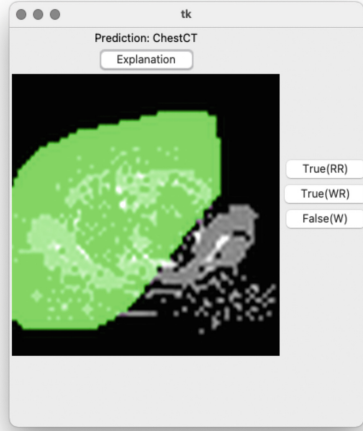 tk
Prediction: ChestCT
Explanation
True(RR)
True(WR)
False(W)